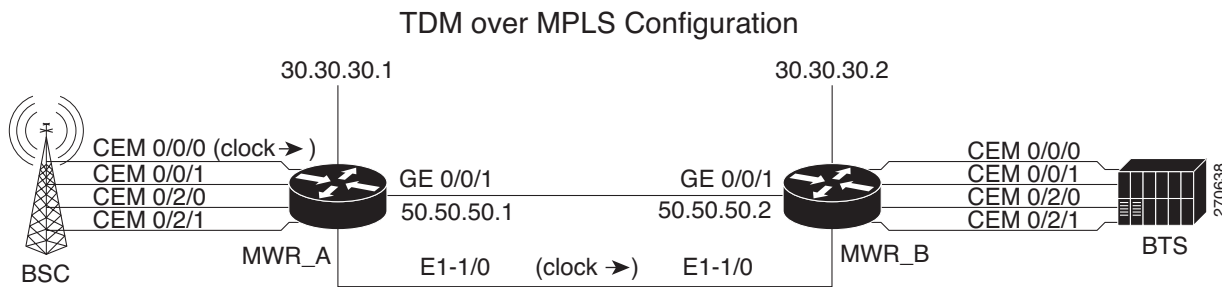 TDM over MPLS Configuration
30.30.30.1
30.30.30.2
CEM 0/0/0 (clock → )
CEM 0/0/1
CEM 0/2/0
CEM 0/2/1
BSC
MWR_A
GE 0/0/1
50.50.50.1
GE 0/0/1
50.50.50.2
E1-1/0
(clock → )
E1-1/0
MWR_B
CEM 0/0/0
CEM 0/0/1
CEM 0/2/0
CEM 0/2/1
BTS
270638